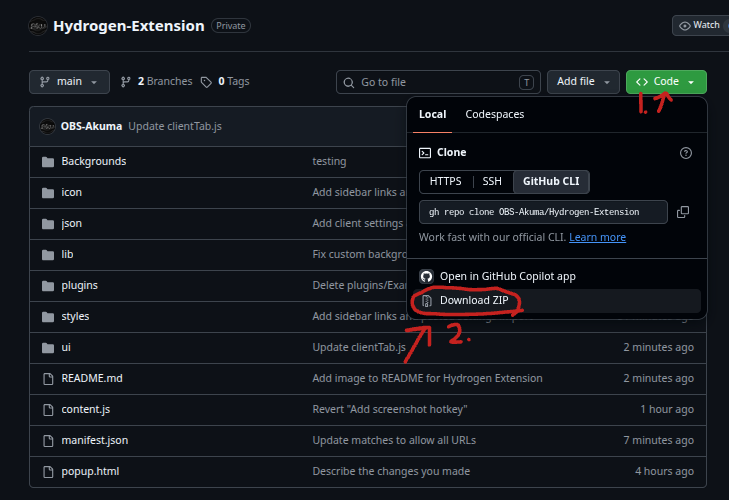 Hydrogen-Extension Private Watch
main 2 Branches 0 Tags Go to file T Add file Code
1.
Local Codespaces
OBS-Akuma Update clientTab.js
Clone
Backgrounds testing
HTTPS SSH GitHub CLI
icon Add sidebar links a
gh repo clone OBS-Akuma/Hydrogen-Extension
json Add client settings
Work fast with our official CLI. Learn more
lib Fix custom backgro
Open in GitHub Copilot app
plugins Delete plugins/Exa
Download ZIP
styles Add sidebar links an
2.
ui Update clientTab.js 2 minutes ago
README.md Add image to README for Hydrogen Extension 2 minutes ago
content.js Revert "Add screenshot hotkey" 1 hour ago
manifest.json Update matches to allow all URLs 7 minutes ago
popup.html Describe the changes you made 4 hours ago